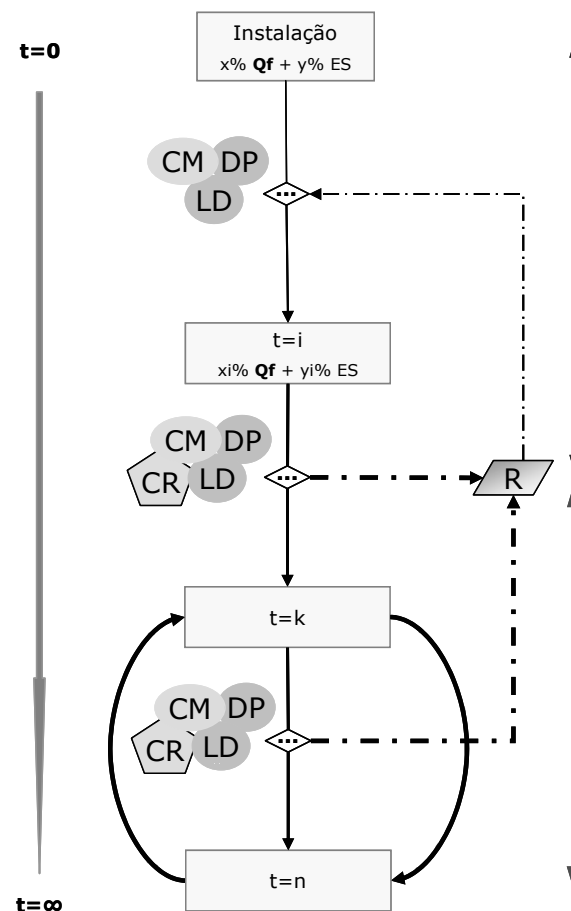 Instalação
x% Qf + y% ES
t=0
CM DP
LD
...
t=i
xi% Qf + yi% ES
CM DP
CR LD
...
R
t=k
CM DP
CR LD
...
t=n
t=∞